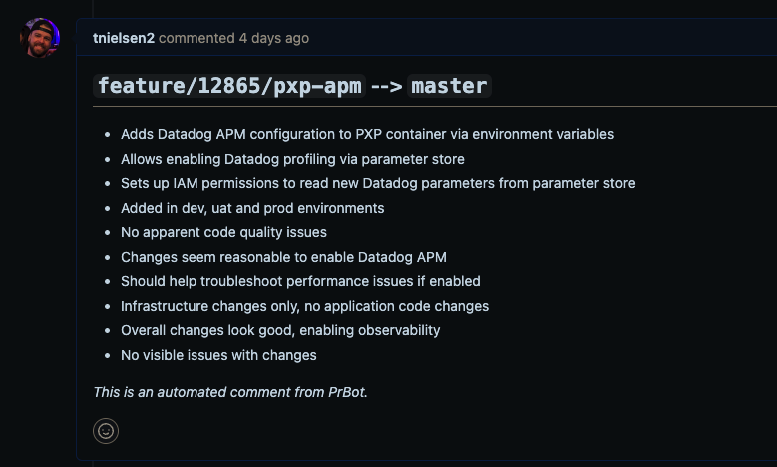 tnielsen2 commented 4 days ago
feature/12865/pxp-apm --> master
Adds Datadog APM configuration to PXP container via environment variables
Allows enabling Datadog profiling via parameter store
Sets up IAM permissions to read new Datadog parameters from parameter store
Added in dev, uat and prod environments
No apparent code quality issues
Changes seem reasonable to enable Datadog APM
Should help troubleshoot performance issues if enabled
Infrastructure changes only, no application code changes
Overall changes look good, enabling observability
No visible issues with changes
This is an automated comment from PrBot.